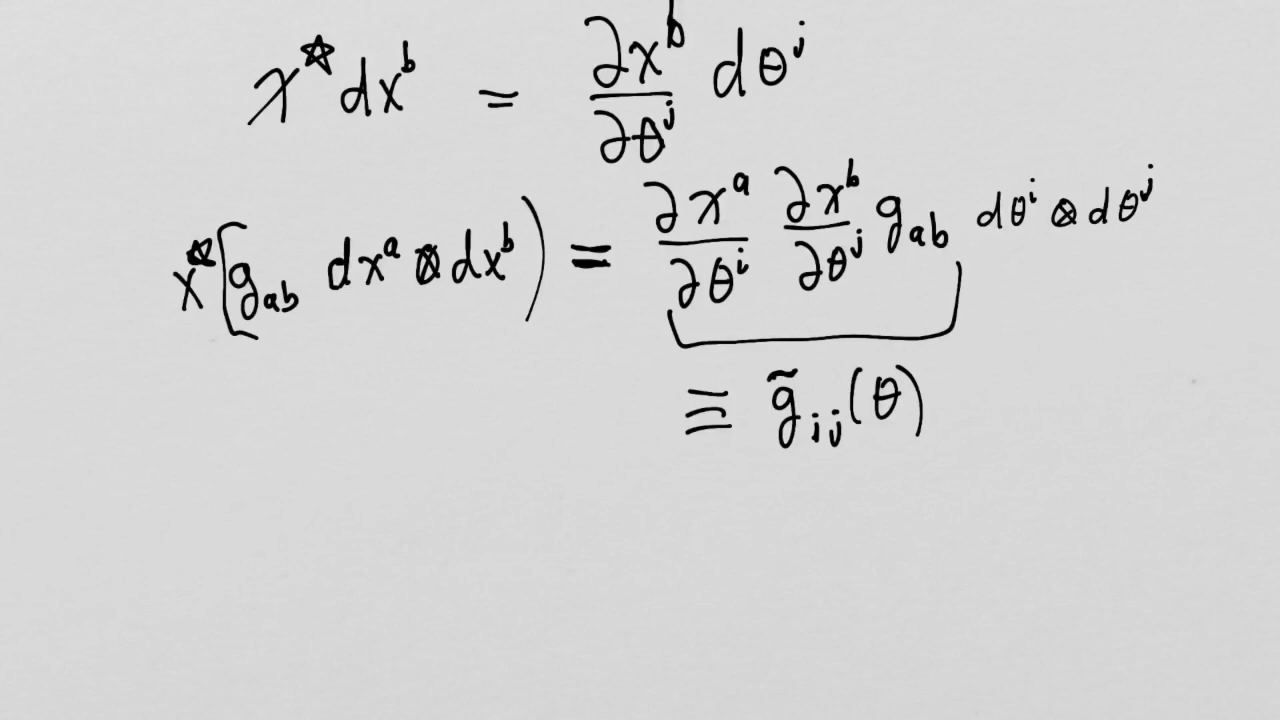 x^☆ dx^b = ∂x^b/∂θ^j dθ^j
x^☆[g_ab dx^a ⊗ dx^b) = ∂x^a/∂θ^i ∂x^b/∂θ^j g_ab dθ^i ⊗ dθ^j
≡ g̃_ij(θ)